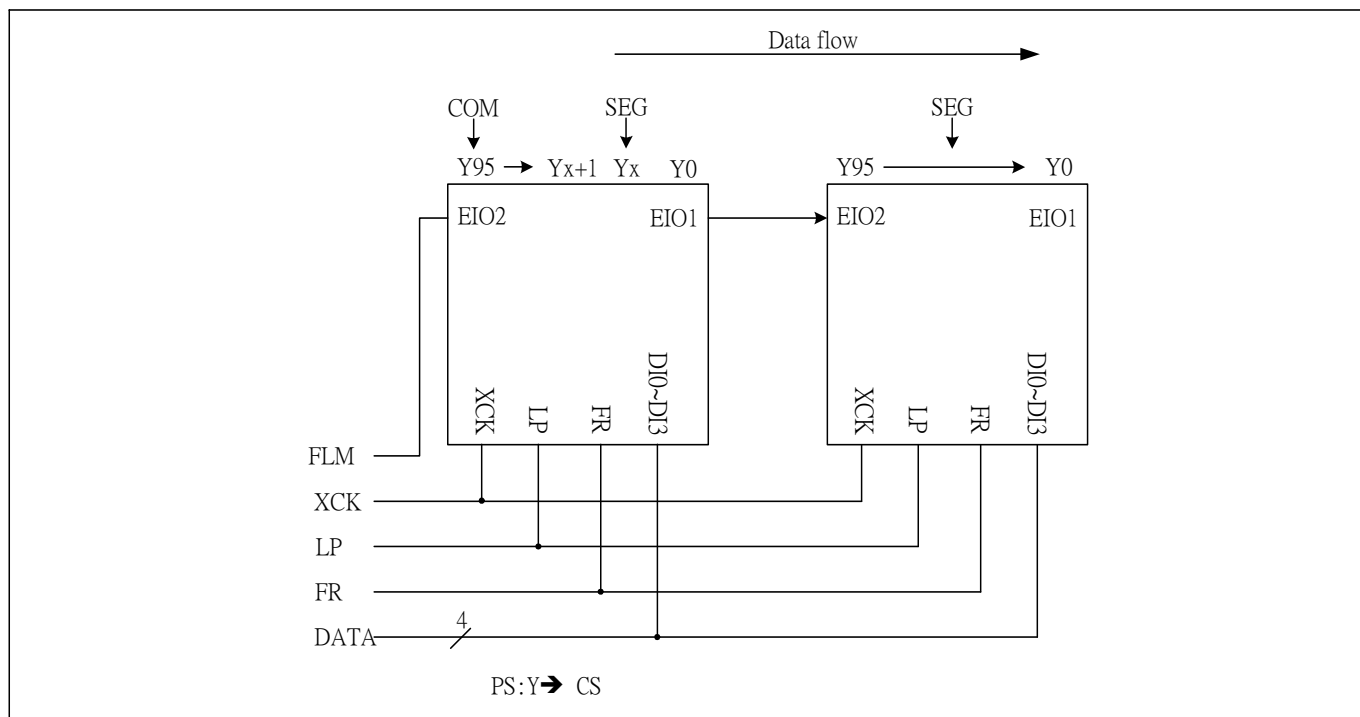 Data flow
COM SEG SEG
Y95 → Yx+1 Yx Y0 Y95 → Y0
EIO2 EIO1 EIO2 EIO1
XCK LP FR DI0~DI3 XCK LP FR DI0~DI3
FLM
XCK
LP
FR
DATA 4
PS:Y➔ CS